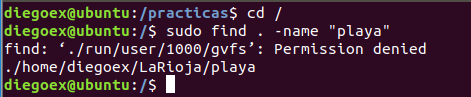 diegoex@ubuntu:/practicas$ cd /
diegoex@ubuntu:/$ sudo find . -name "playa"
find: ‘./run/user/1000/gvfs’: Permission denied
./home/diegoex/LaRioja/playa
diegoex@ubuntu:/$